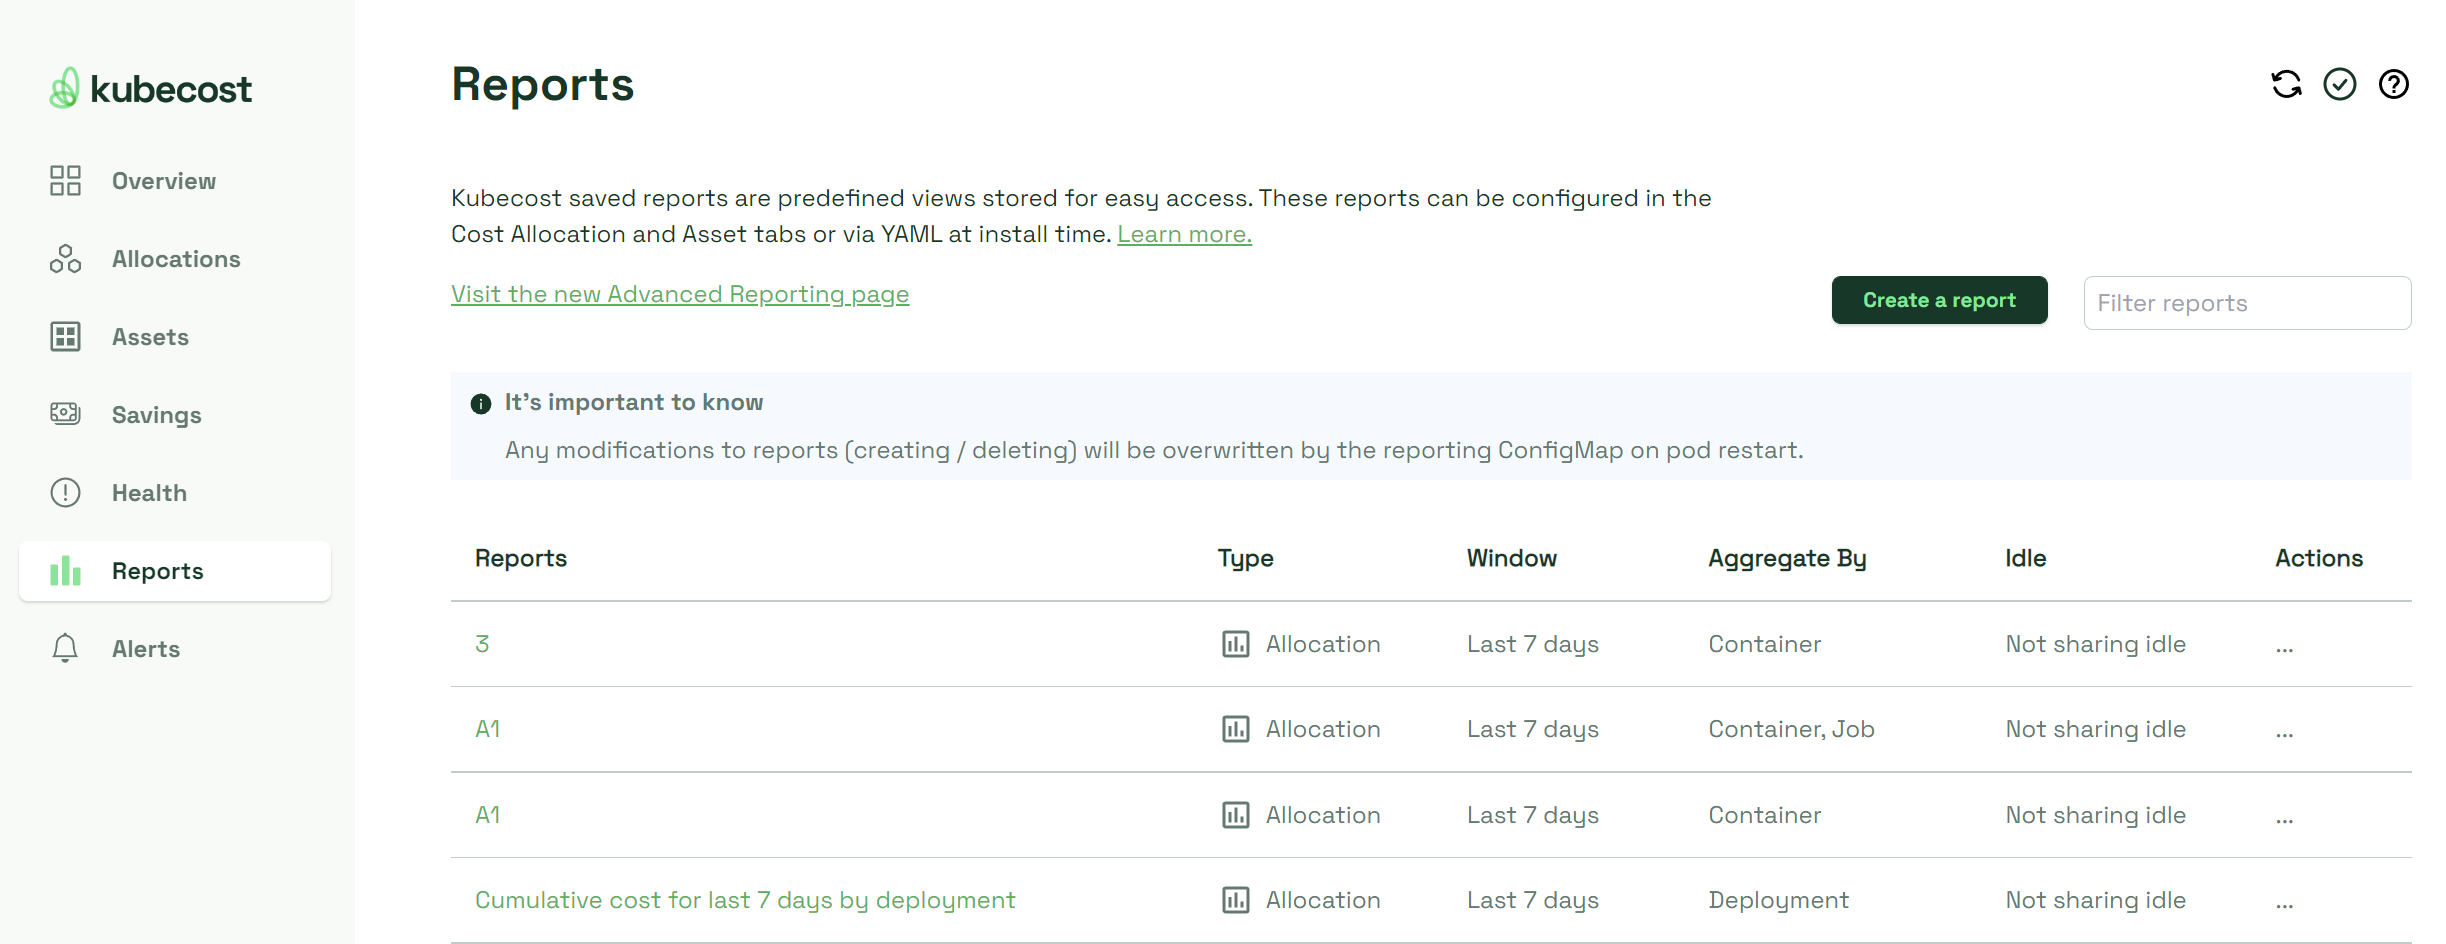 kubecost
Overview
Allocations
Assets
Savings
Health
Reports
Alerts
Reports
Kubecost saved reports are predefined views stored for easy access. These reports can be configured in the
Cost Allocation and Asset tabs or via YAML at install time. Learn more.
Visit the new Advanced Reporting page
Create a report
Filter reports
It's important to know
Any modifications to reports (creating / deleting) will be overwritten by the reporting ConfigMap on pod restart.
Reports Type Window Aggregate By Idle Actions
3 Allocation Last 7 days Container Not sharing idle ...
A1 Allocation Last 7 days Container, Job Not sharing idle ...
A1 Allocation Last 7 days Container Not sharing idle ...
Cumulative cost for last 7 days by deployment Allocation Last 7 days Deployment Not sharing idle ...